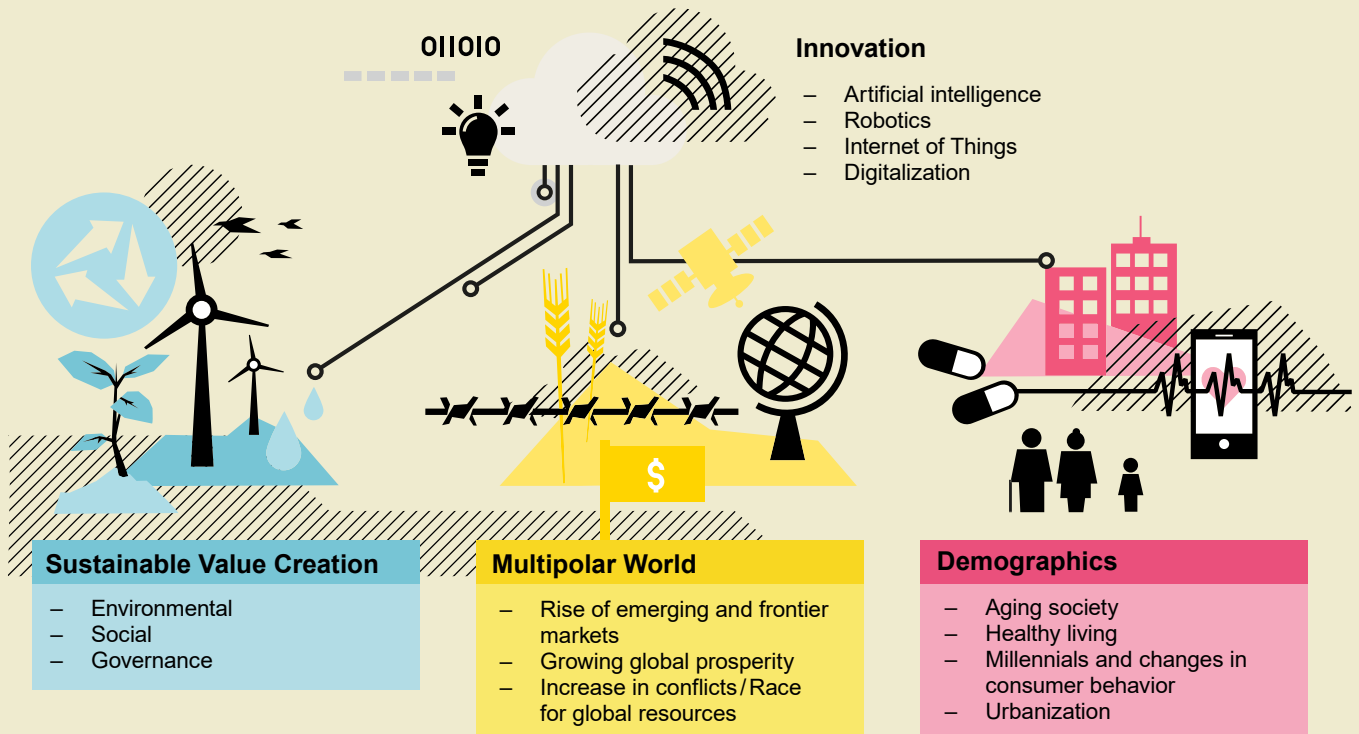 011010
Innovation
– Artificial intelligence
– Robotics
– Internet of Things
– Digitalization
$
Sustainable Value Creation
– Environmental
– Social
– Governance
Multipolar World
– Rise of emerging and frontier
markets
– Growing global prosperity
– Increase in conflicts/Race
for global resources
Demographics
– Aging society
– Healthy living
– Millennials and changes in
consumer behavior
– Urbanization